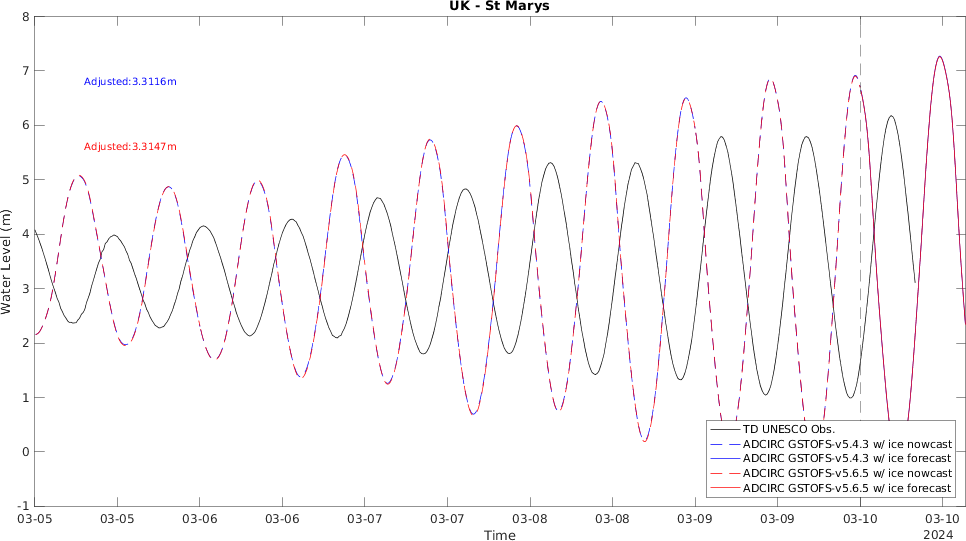 UK - St Marys
8
7
6
5
4
3
2
1
0
-1
Water Level (m)
Adjusted:3.3116m
Adjusted:3.3147m
TD UNESCO Obs.
ADCIRC GSTOFS-v5.4.3 w/ ice nowcast
ADCIRC GSTOFS-v5.4.3 w/ ice forecast
ADCIRC GSTOFS-v5.6.5 w/ ice nowcast
ADCIRC GSTOFS-v5.6.5 w/ ice forecast
03-05 03-05 03-06 03-06 03-07 03-07 03-08 03-08 03-09 03-09 03-10 03-10
Time
2024